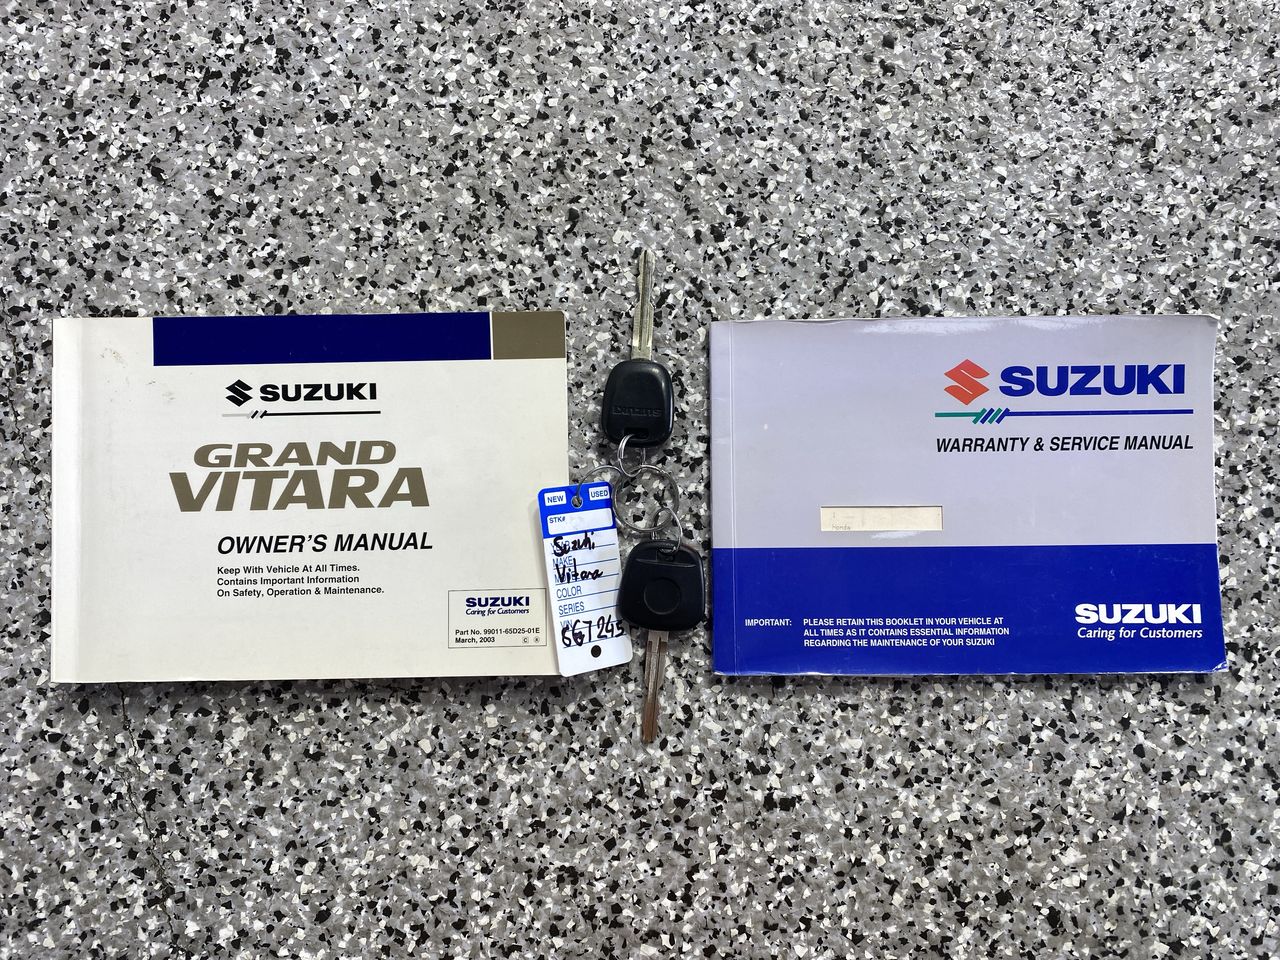 SUZUKI
GRAND
VITARA
OWNER'S MANUAL
Keep With Vehicle At All Times.
Contains Important Information
On Safety, Operation & Maintenance.
SUZUKI
Caring for Customers
Part No. 99011-65D25-01E
March, 2003
SUZUKI
NEW USED
STK#
Suzuki
MAKE
Vitara
COLOR
SERIES
667245
SUZUKI
WARRANTY & SERVICE MANUAL
Honda
IMPORTANT: PLEASE RETAIN THIS BOOKLET IN YOUR VEHICLE AT
ALL TIMES AS IT CONTAINS ESSENTIAL INFORMATION
REGARDING THE MAINTENANCE OF YOUR SUZUKI
SUZUKI
Caring for Customers